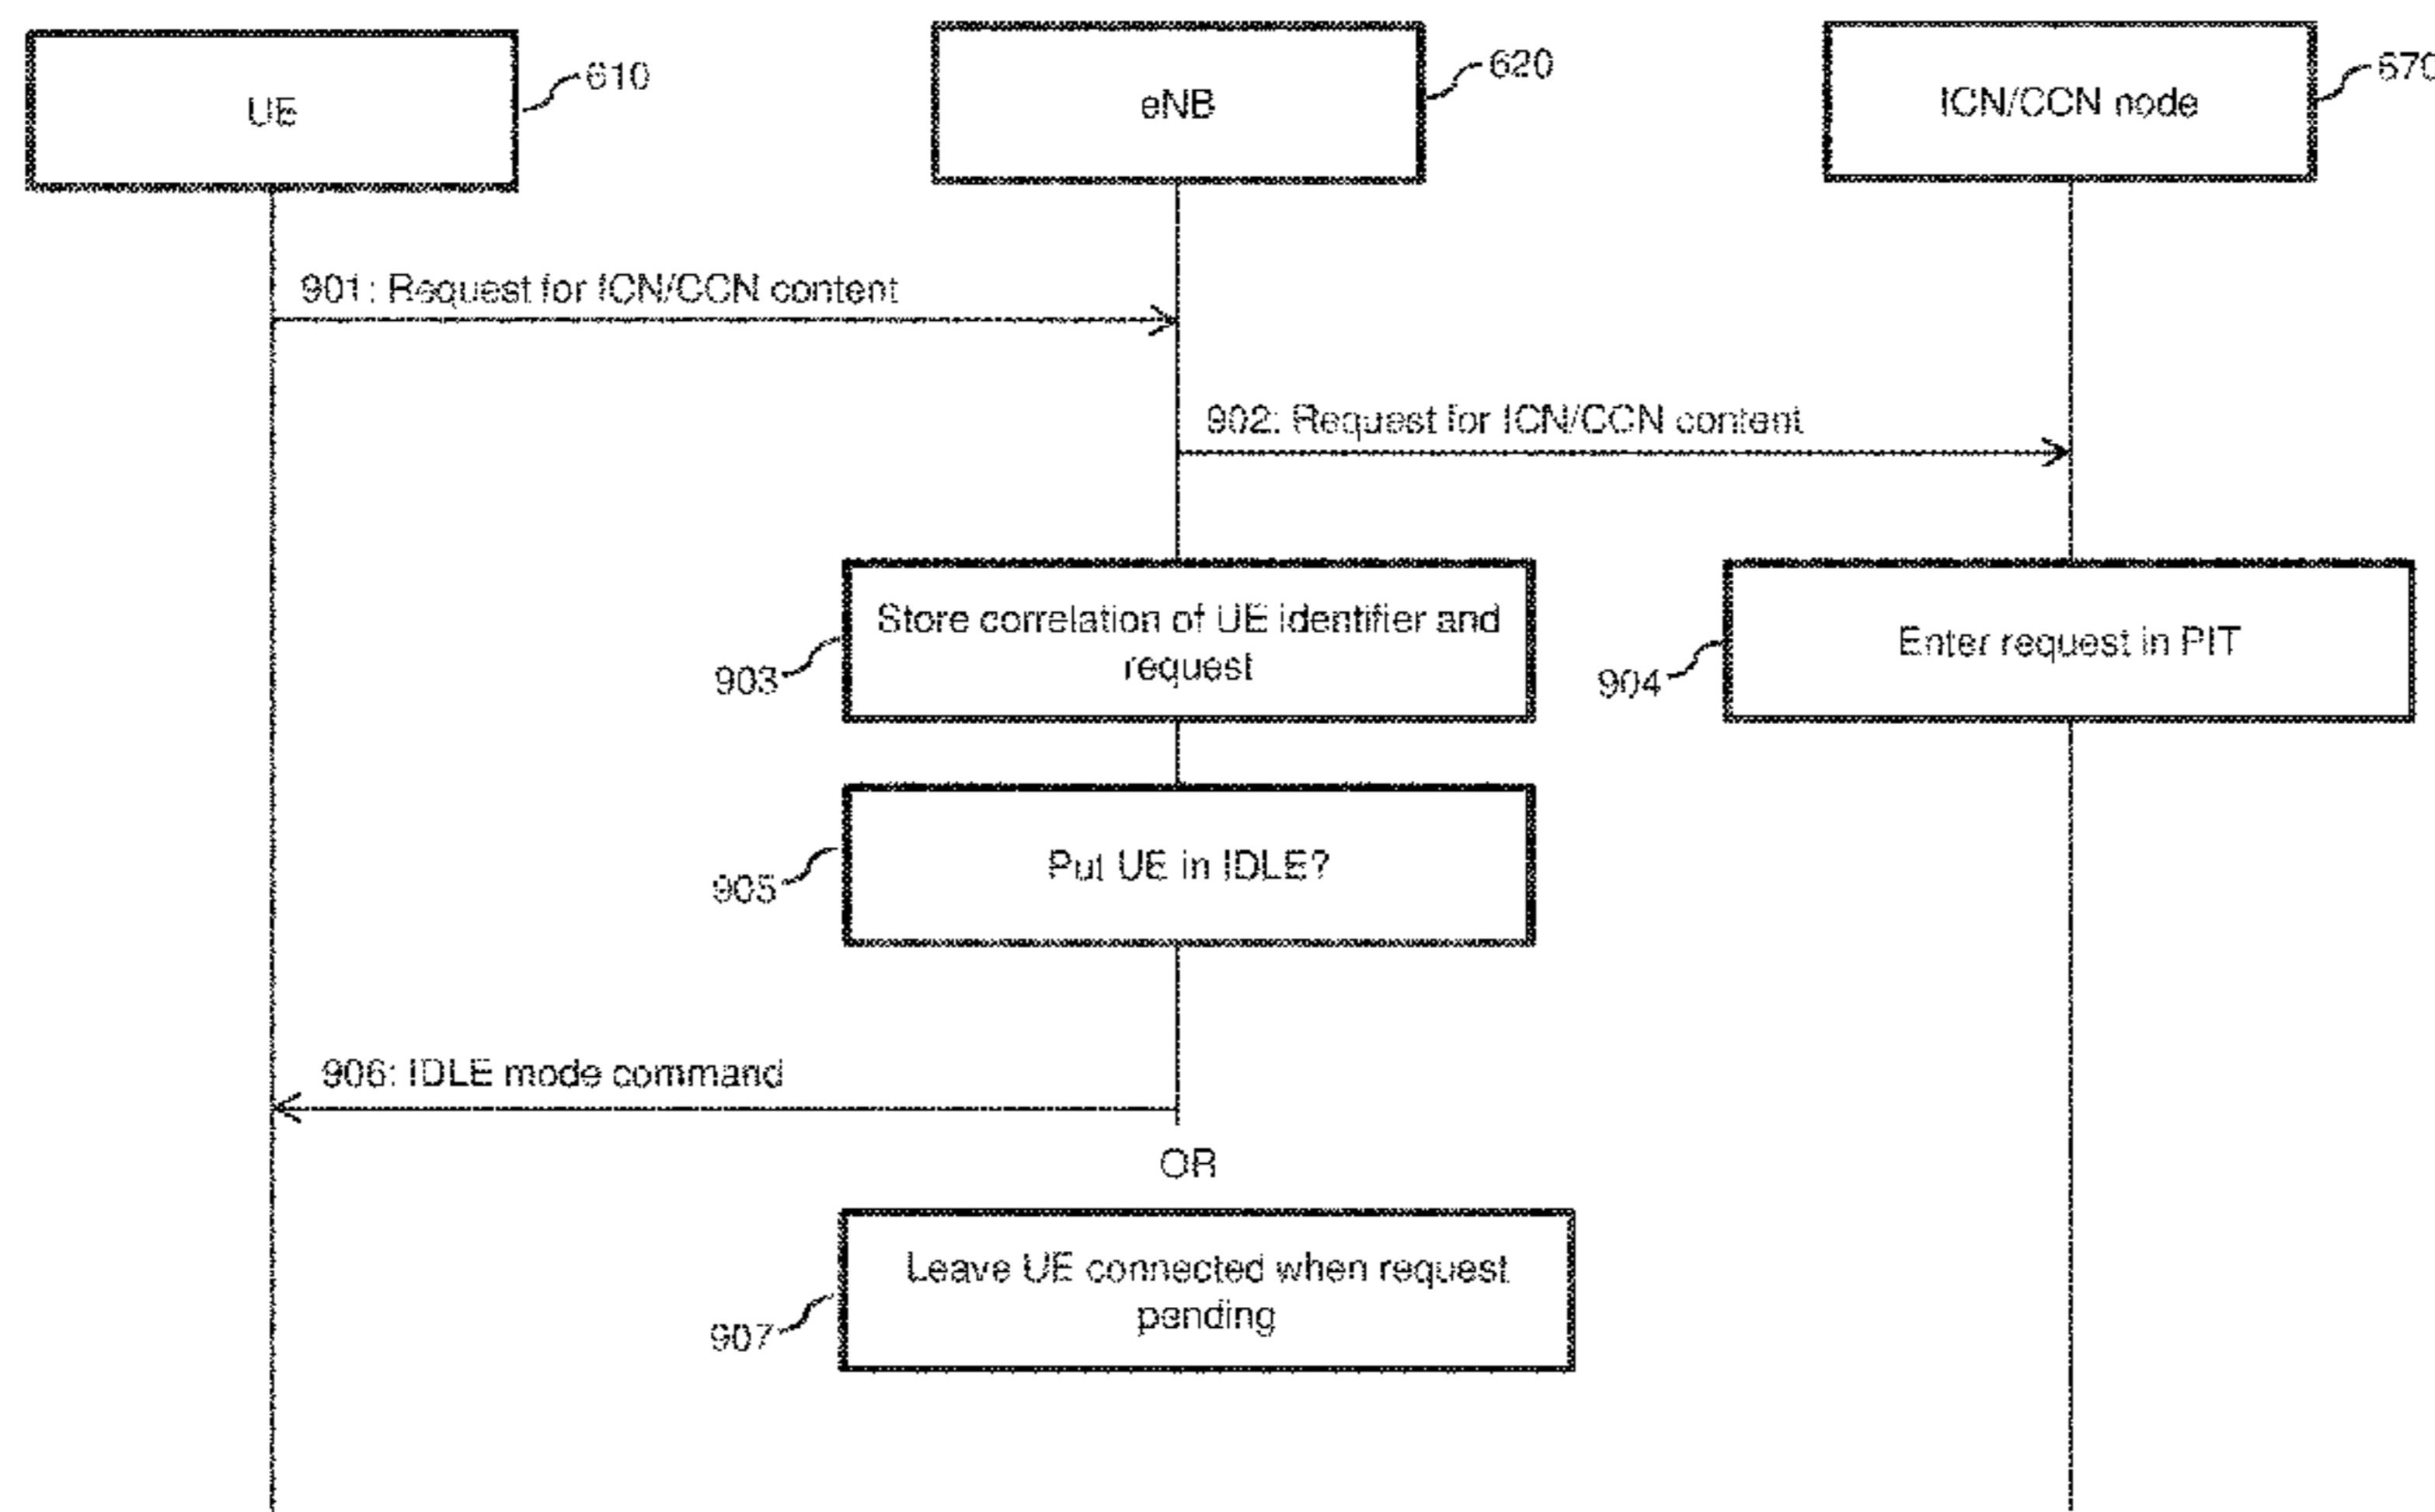 UE
610
eNB
620
ICN/CCN node
670
901: Request for ICN/CCN content
902: Request for ICN/CCN content
Store correlation of UE identifier and
request
903
Enter request in PIT
904
Put UE in IDLE?
905
906: IDLE mode command
OR
Leave UE connected when request
pending
907